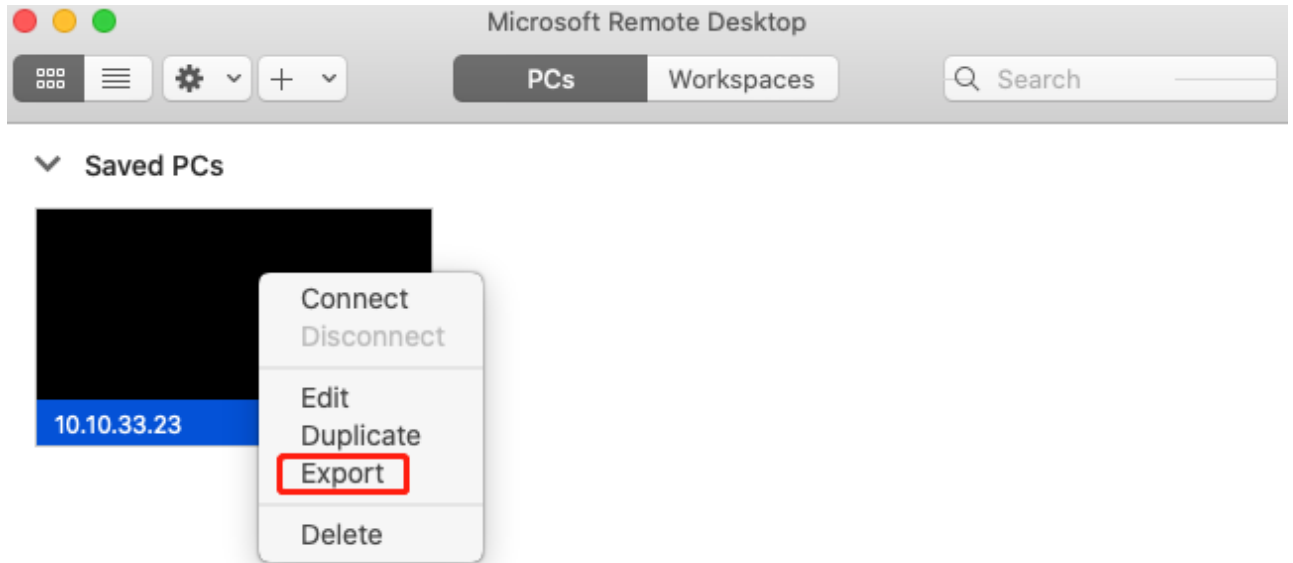 Microsoft Remote Desktop
PCs Workspaces Search
Saved PCs
Connect
Disconnect
Edit
10.10.33.23
Duplicate
Export
Delete